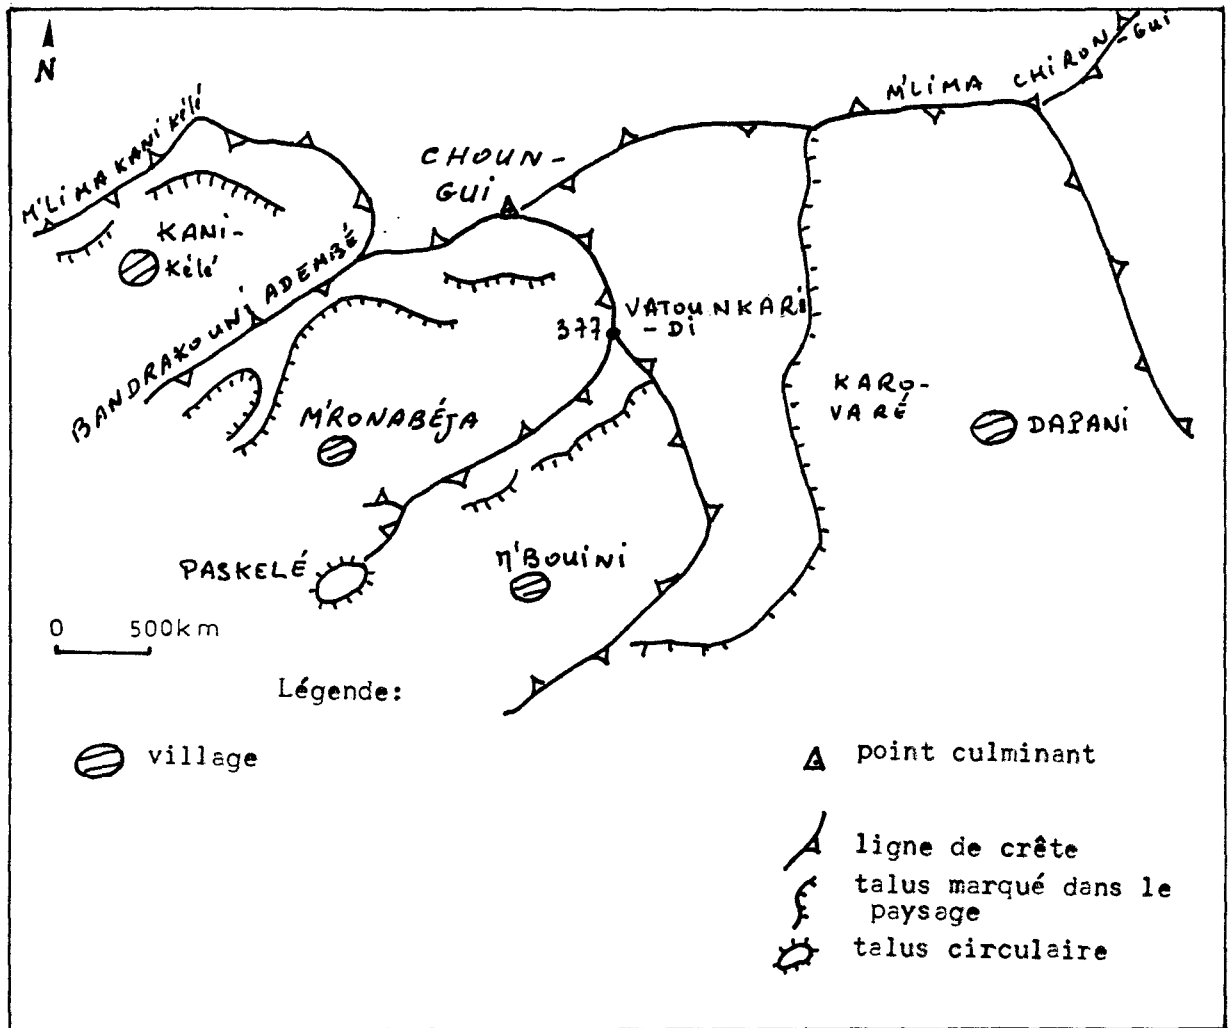 N
M'LIMA CHIRON
-GUI
M'LIMA KANI KÉLÉ
CHOUN-
GUI
KANI-
KÉLÉ
BANDRAKOUNI ADEMBÉ
VATOUNKARI
-DI
377
KARO-
VARÉ
M'RONABÉJA
DAPANI
PASKELÉ
M'BOUINI
0 500km
Légende:
village
point culminant
ligne de crête
talus marqué dans le
paysage
talus circulaire